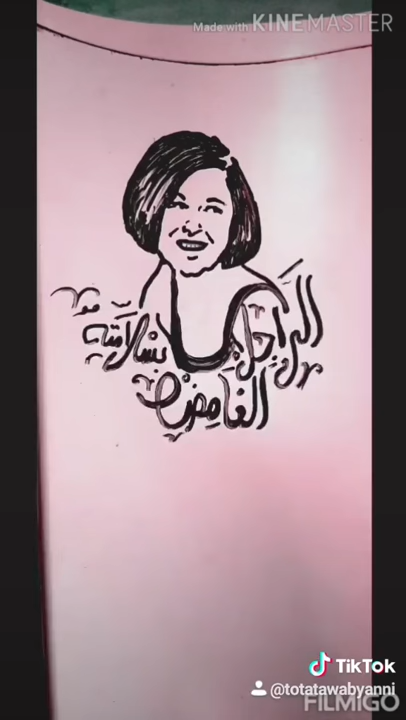 Made with KINEMASTER
الراجل
الغامض
بسلامته
TikTok
@totatawabyanni
FILMIGO